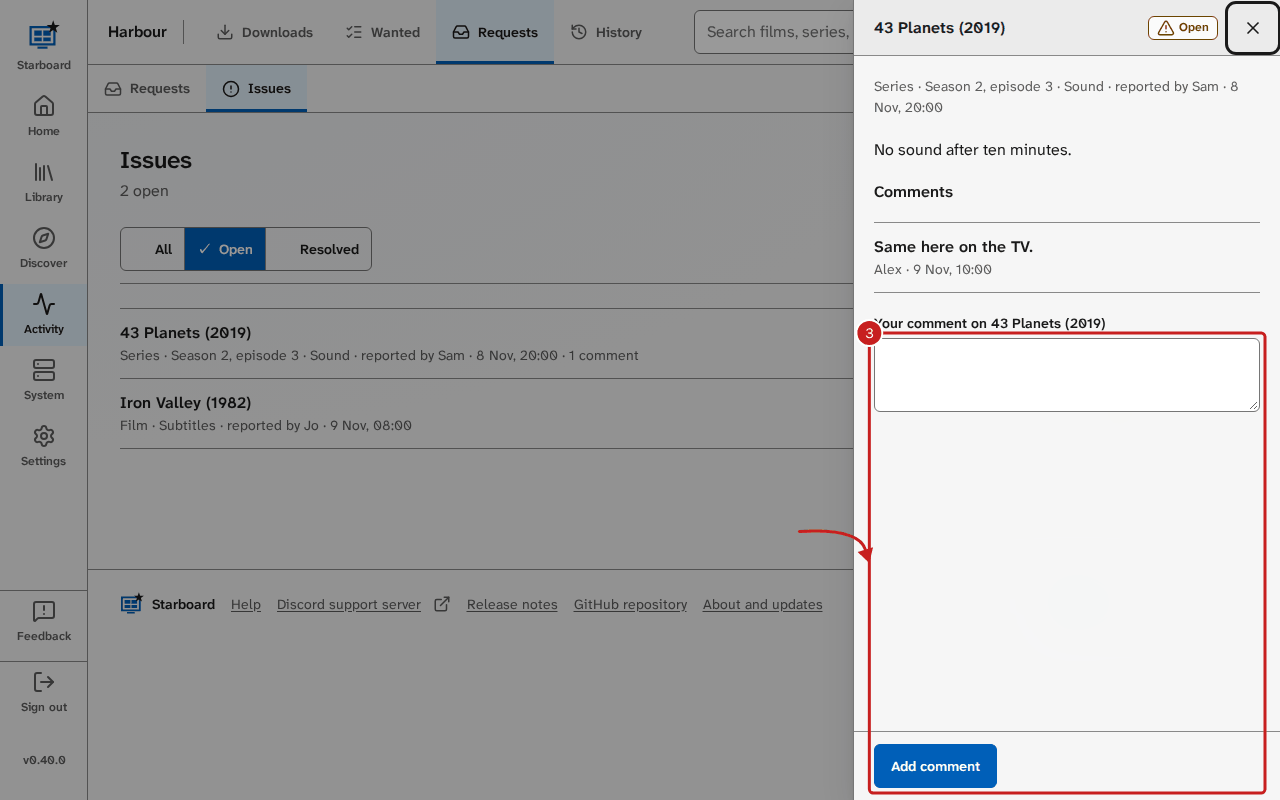 Starboard
Home
Library
Discover
Activity
System
Settings
Feedback
Sign out
v0.40.0
Harbour
Downloads
Wanted
Requests
History
Search films, series,
Requests
Issues
Issues
2 open
All
✓ Open
Resolved
43 Planets (2019)
Series · Season 2, episode 3 · Sound · reported by Sam · 8 Nov, 20:00 · 1 comment
Iron Valley (1982)
Film · Subtitles · reported by Jo · 9 Nov, 08:00
Starboard
Help
Discord support server
Release notes
GitHub repository
About and updates
43 Planets (2019)
Open
Series · Season 2, episode 3 · Sound · reported by Sam · 8
Nov, 20:00
No sound after ten minutes.
Comments
Same here on the TV.
Alex · 9 Nov, 10:00
Your comment on 43 Planets (2019)
3
Add comment